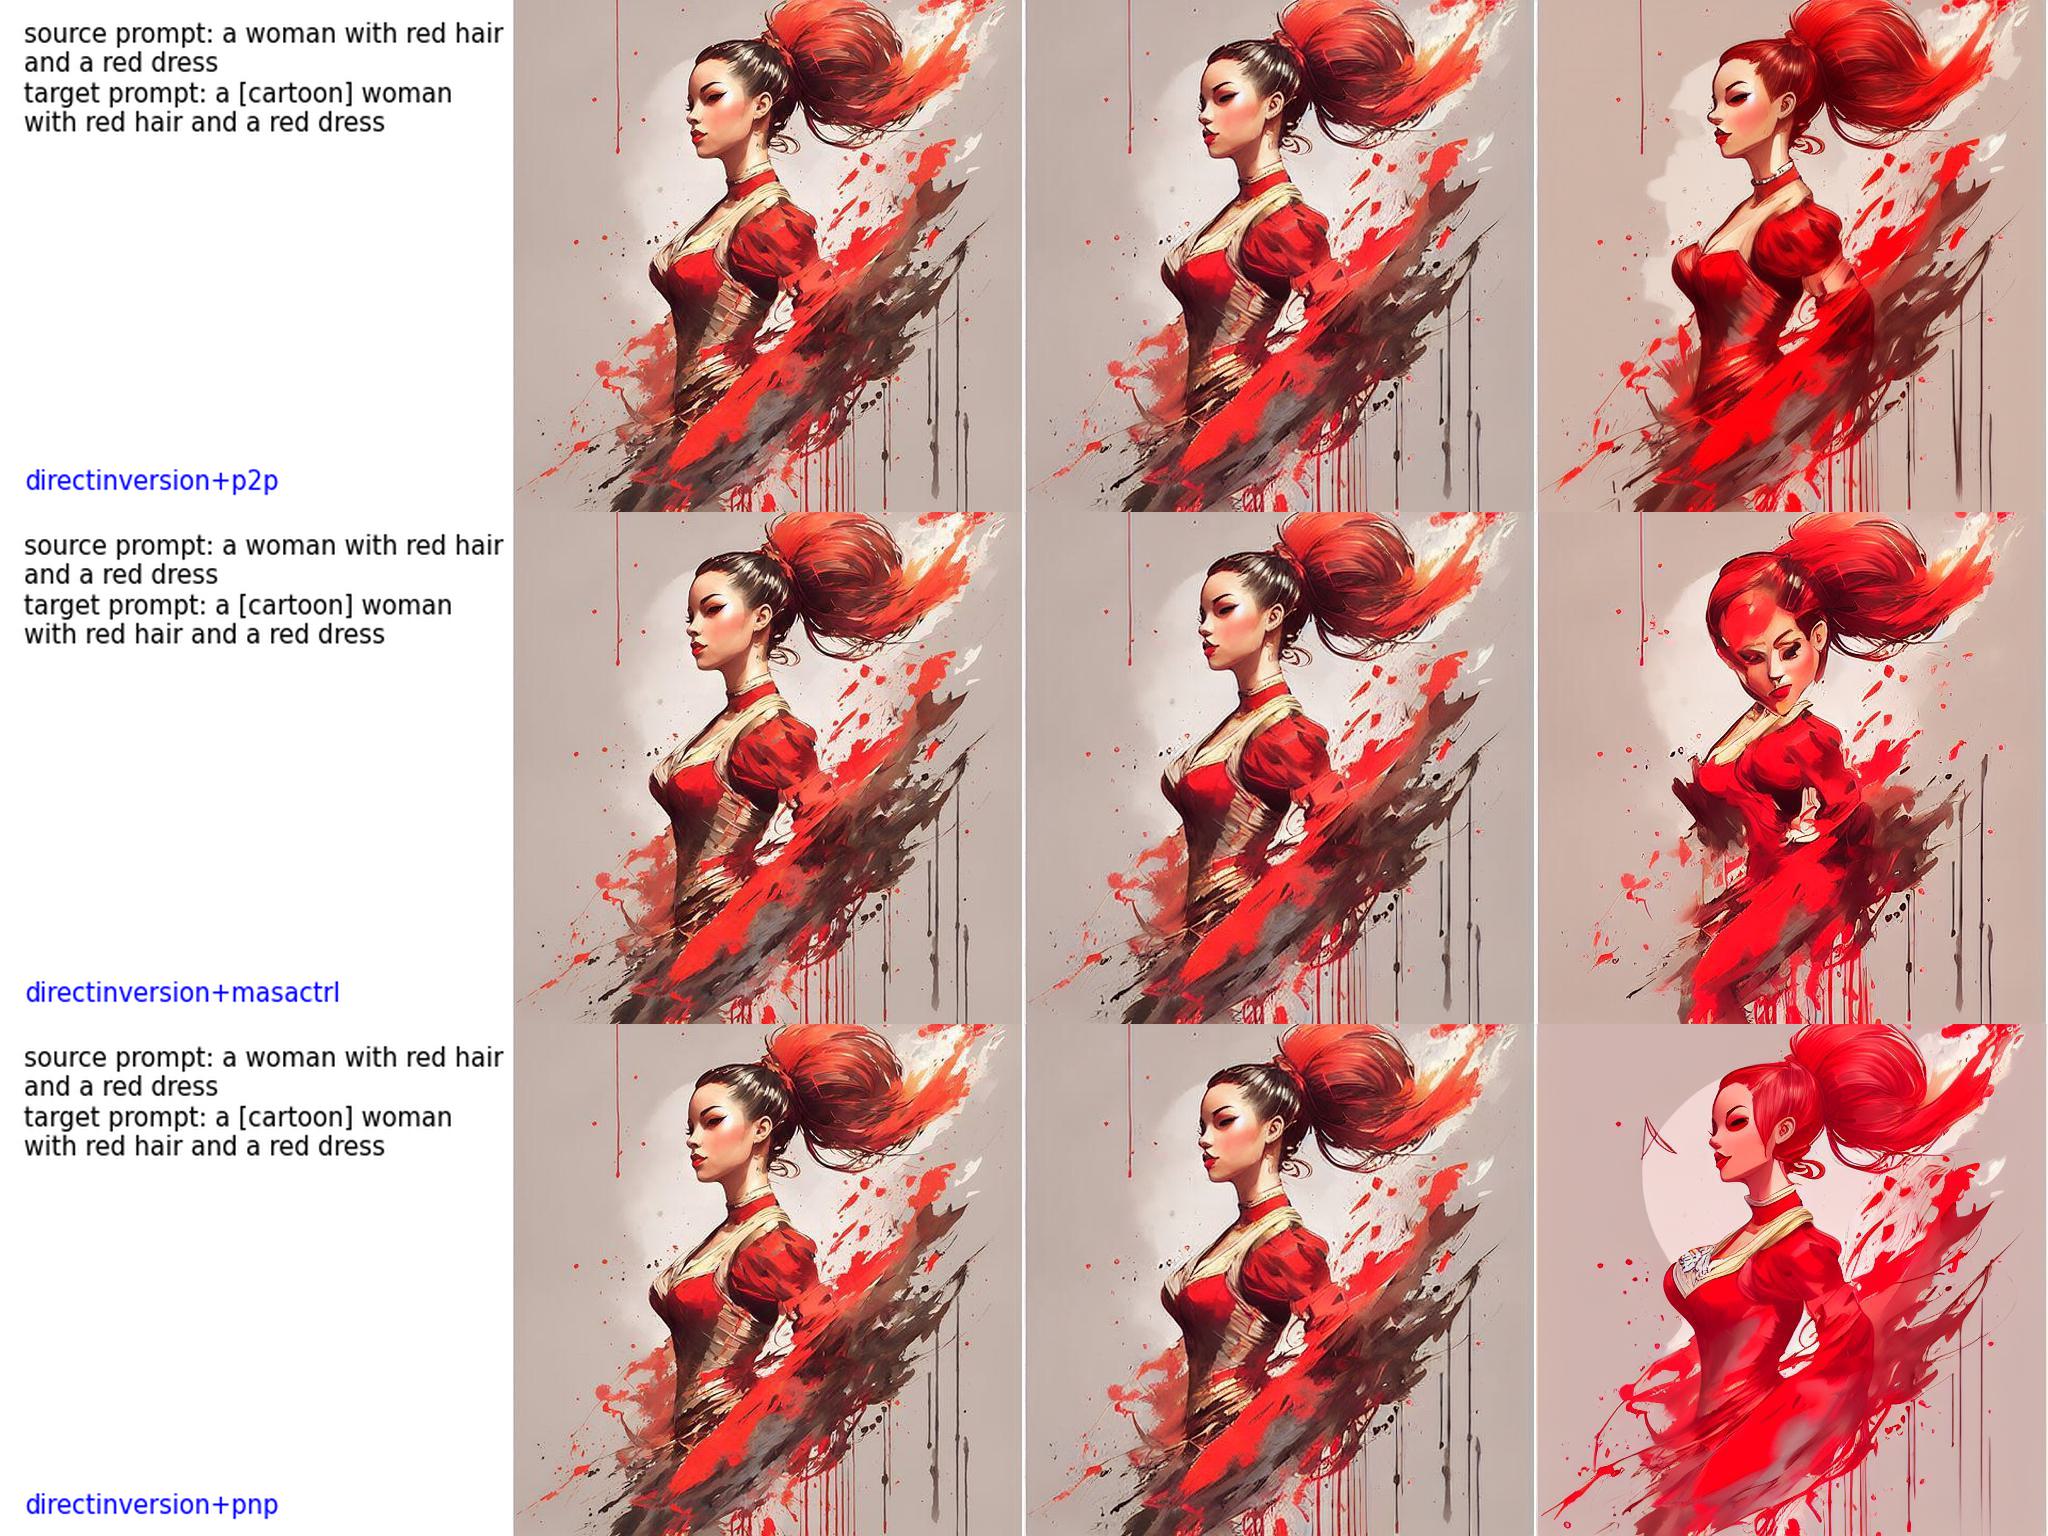 source prompt: a woman with red hair
and a red dress
target prompt: a [cartoon] woman
with red hair and a red dress
directinversion+p2p
source prompt: a woman with red hair
and a red dress
target prompt: a [cartoon] woman
with red hair and a red dress
directinversion+masactrl
source prompt: a woman with red hair
and a red dress
target prompt: a [cartoon] woman
with red hair and a red dress
directinversion+pnp